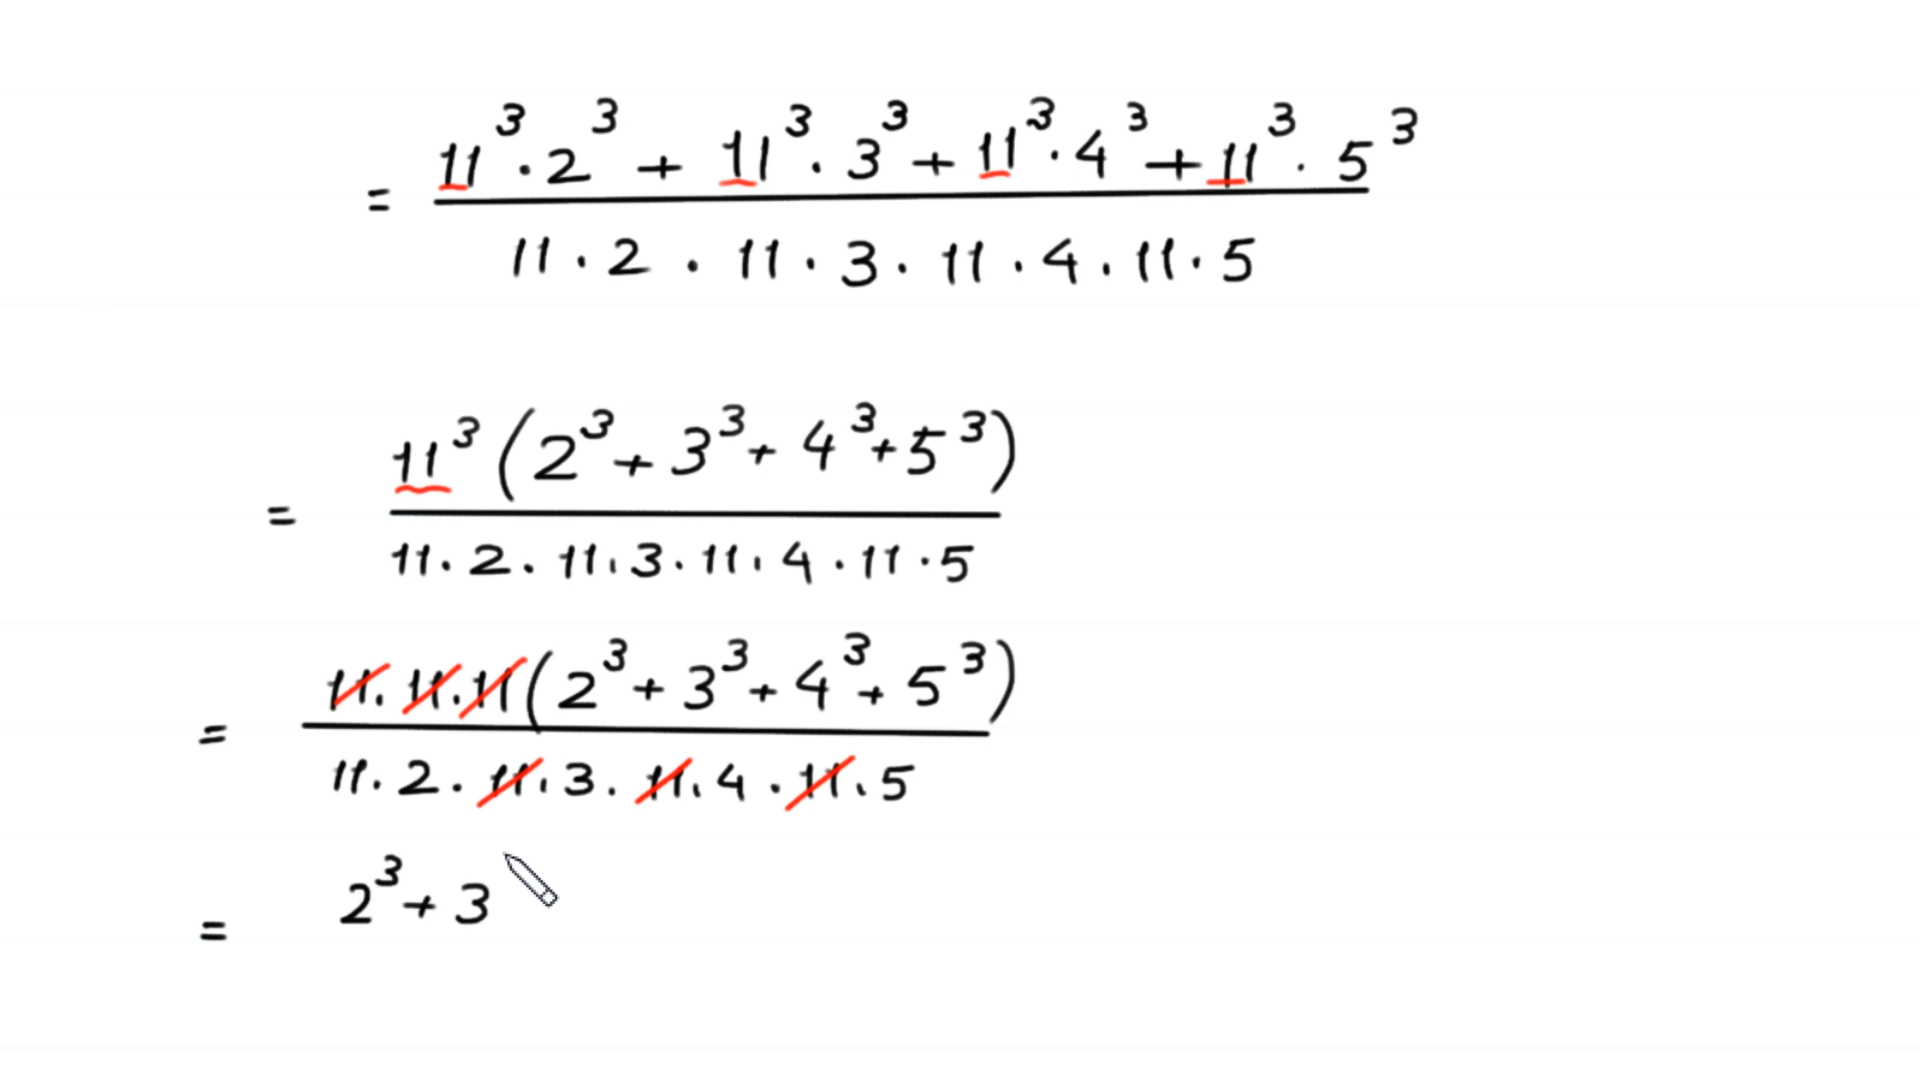 = 11³ · 2³ + 11³ · 3³ + 11³ · 4³ + 11³ · 5³
11 · 2 · 11 · 3 · 11 · 4 · 11 · 5
= 11³ (2³ + 3³ + 4³ + 5³)
11 · 2 · 11 · 3 · 11 · 4 · 11 · 5
= 11 · 11 · 11 (2³ + 3³ + 4³ + 5³)
11 · 2 · 11 · 3 · 11 · 4 · 11 · 5
= 2³ + 3